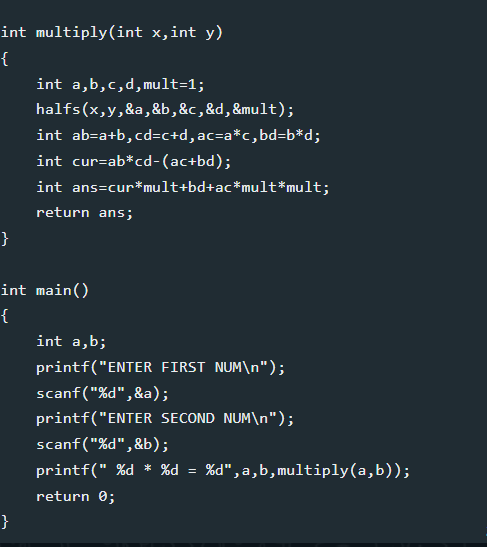 int multiply(int x,int y)
{
    int a,b,c,d,mult=1;
    halfs(x,y,&a,&b,&c,&d,&mult);
    int ab=a+b,cd=c+d,ac=a*c,bd=b*d;
    int cur=ab*cd-(ac+bd);
    int ans=cur*mult+bd+ac*mult*mult;
    return ans;
}

int main()
{
    int a,b;
    printf("ENTER FIRST NUM\n");
    scanf("%d",&a);
    printf("ENTER SECOND NUM\n");
    scanf("%d",&b);
    printf(" %d * %d = %d",a,b,multiply(a,b));
    return 0;
}